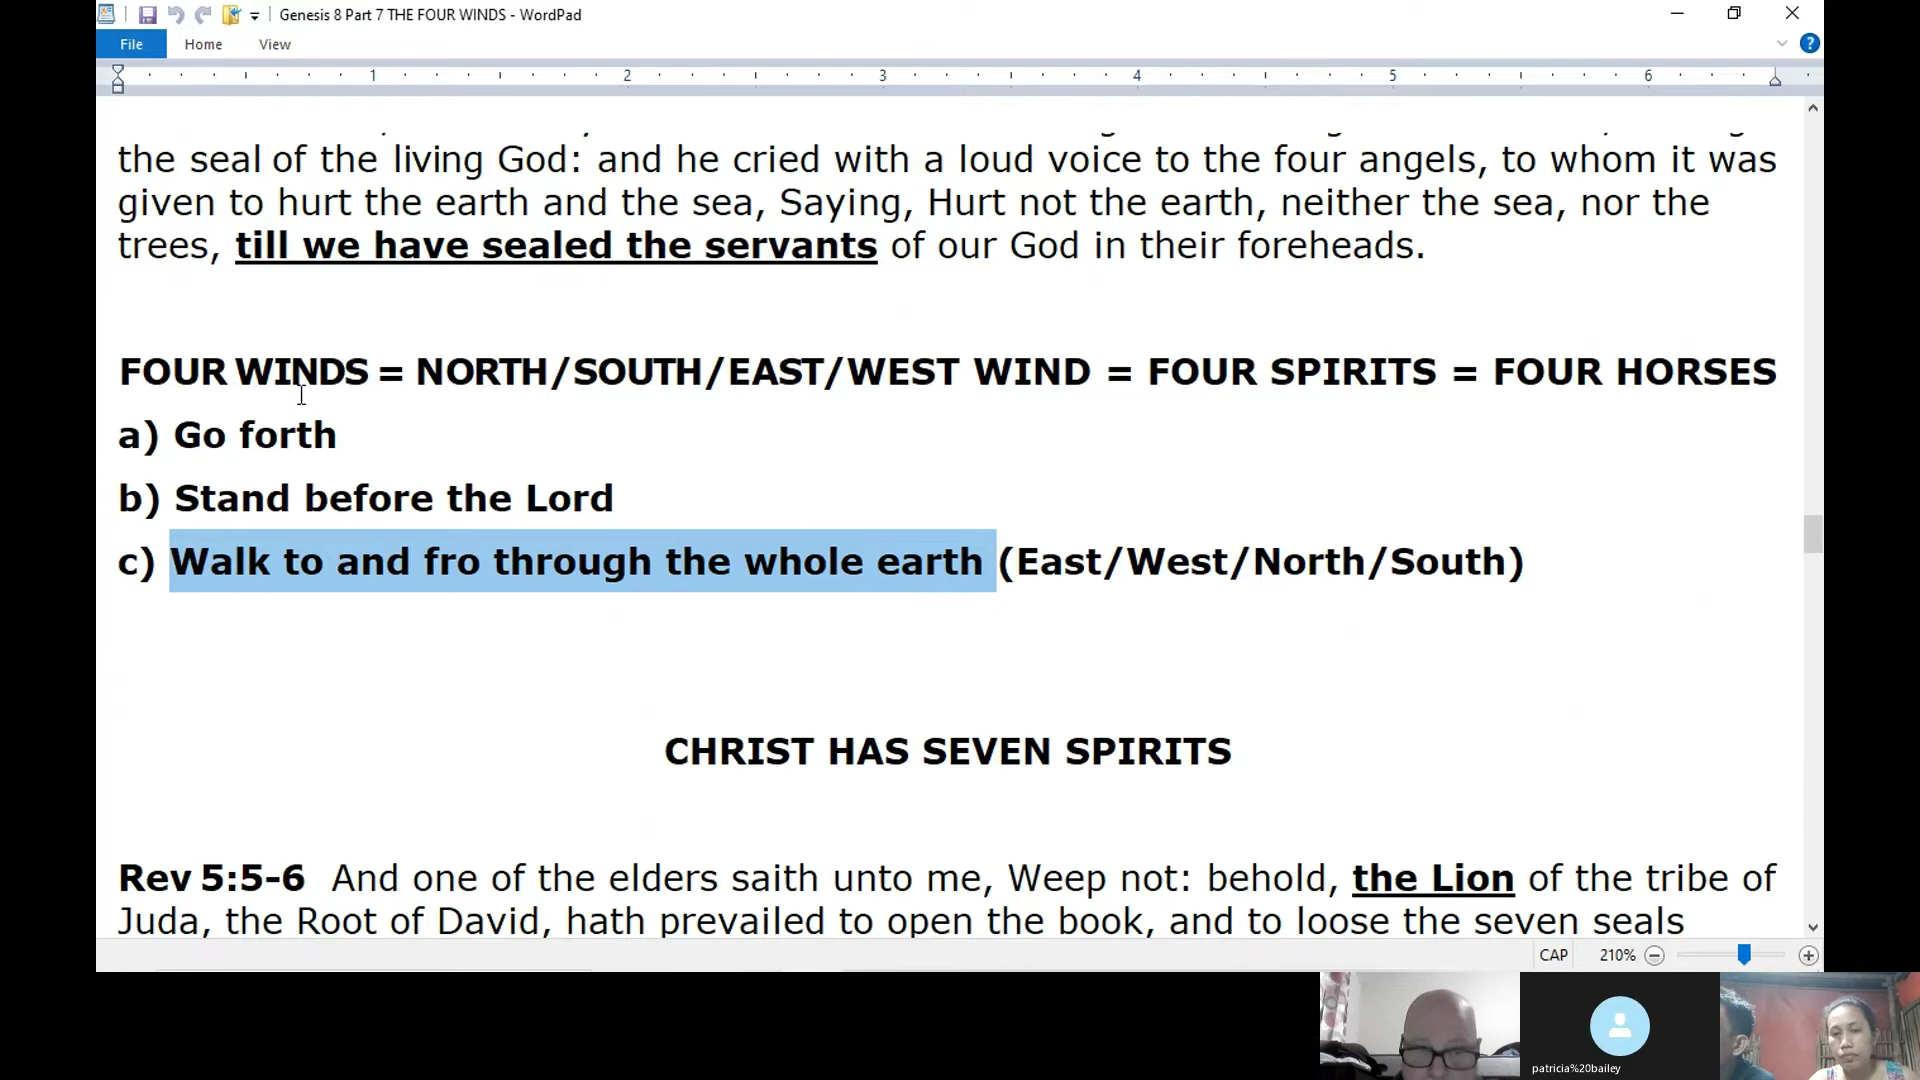 Genesis 8 Part 7 THE FOUR WINDS - WordPad
File Home View
1 2 3 4 5 6
the seal of the living God: and he cried with a loud voice to the four angels, to whom it was
given to hurt the earth and the sea, Saying, Hurt not the earth, neither the sea, nor the
trees, till we have sealed the servants of our God in their foreheads.
FOUR WINDS = NORTH/SOUTH/EAST/WEST WIND = FOUR SPIRITS = FOUR HORSES
a) Go forth
b) Stand before the Lord
c) Walk to and fro through the whole earth (East/West/North/South)
CHRIST HAS SEVEN SPIRITS
Rev 5:5-6 And one of the elders saith unto me, Weep not: behold, the Lion of the tribe of
Juda, the Root of David, hath prevailed to open the book, and to loose the seven seals
CAP 210%
patricia%20bailey